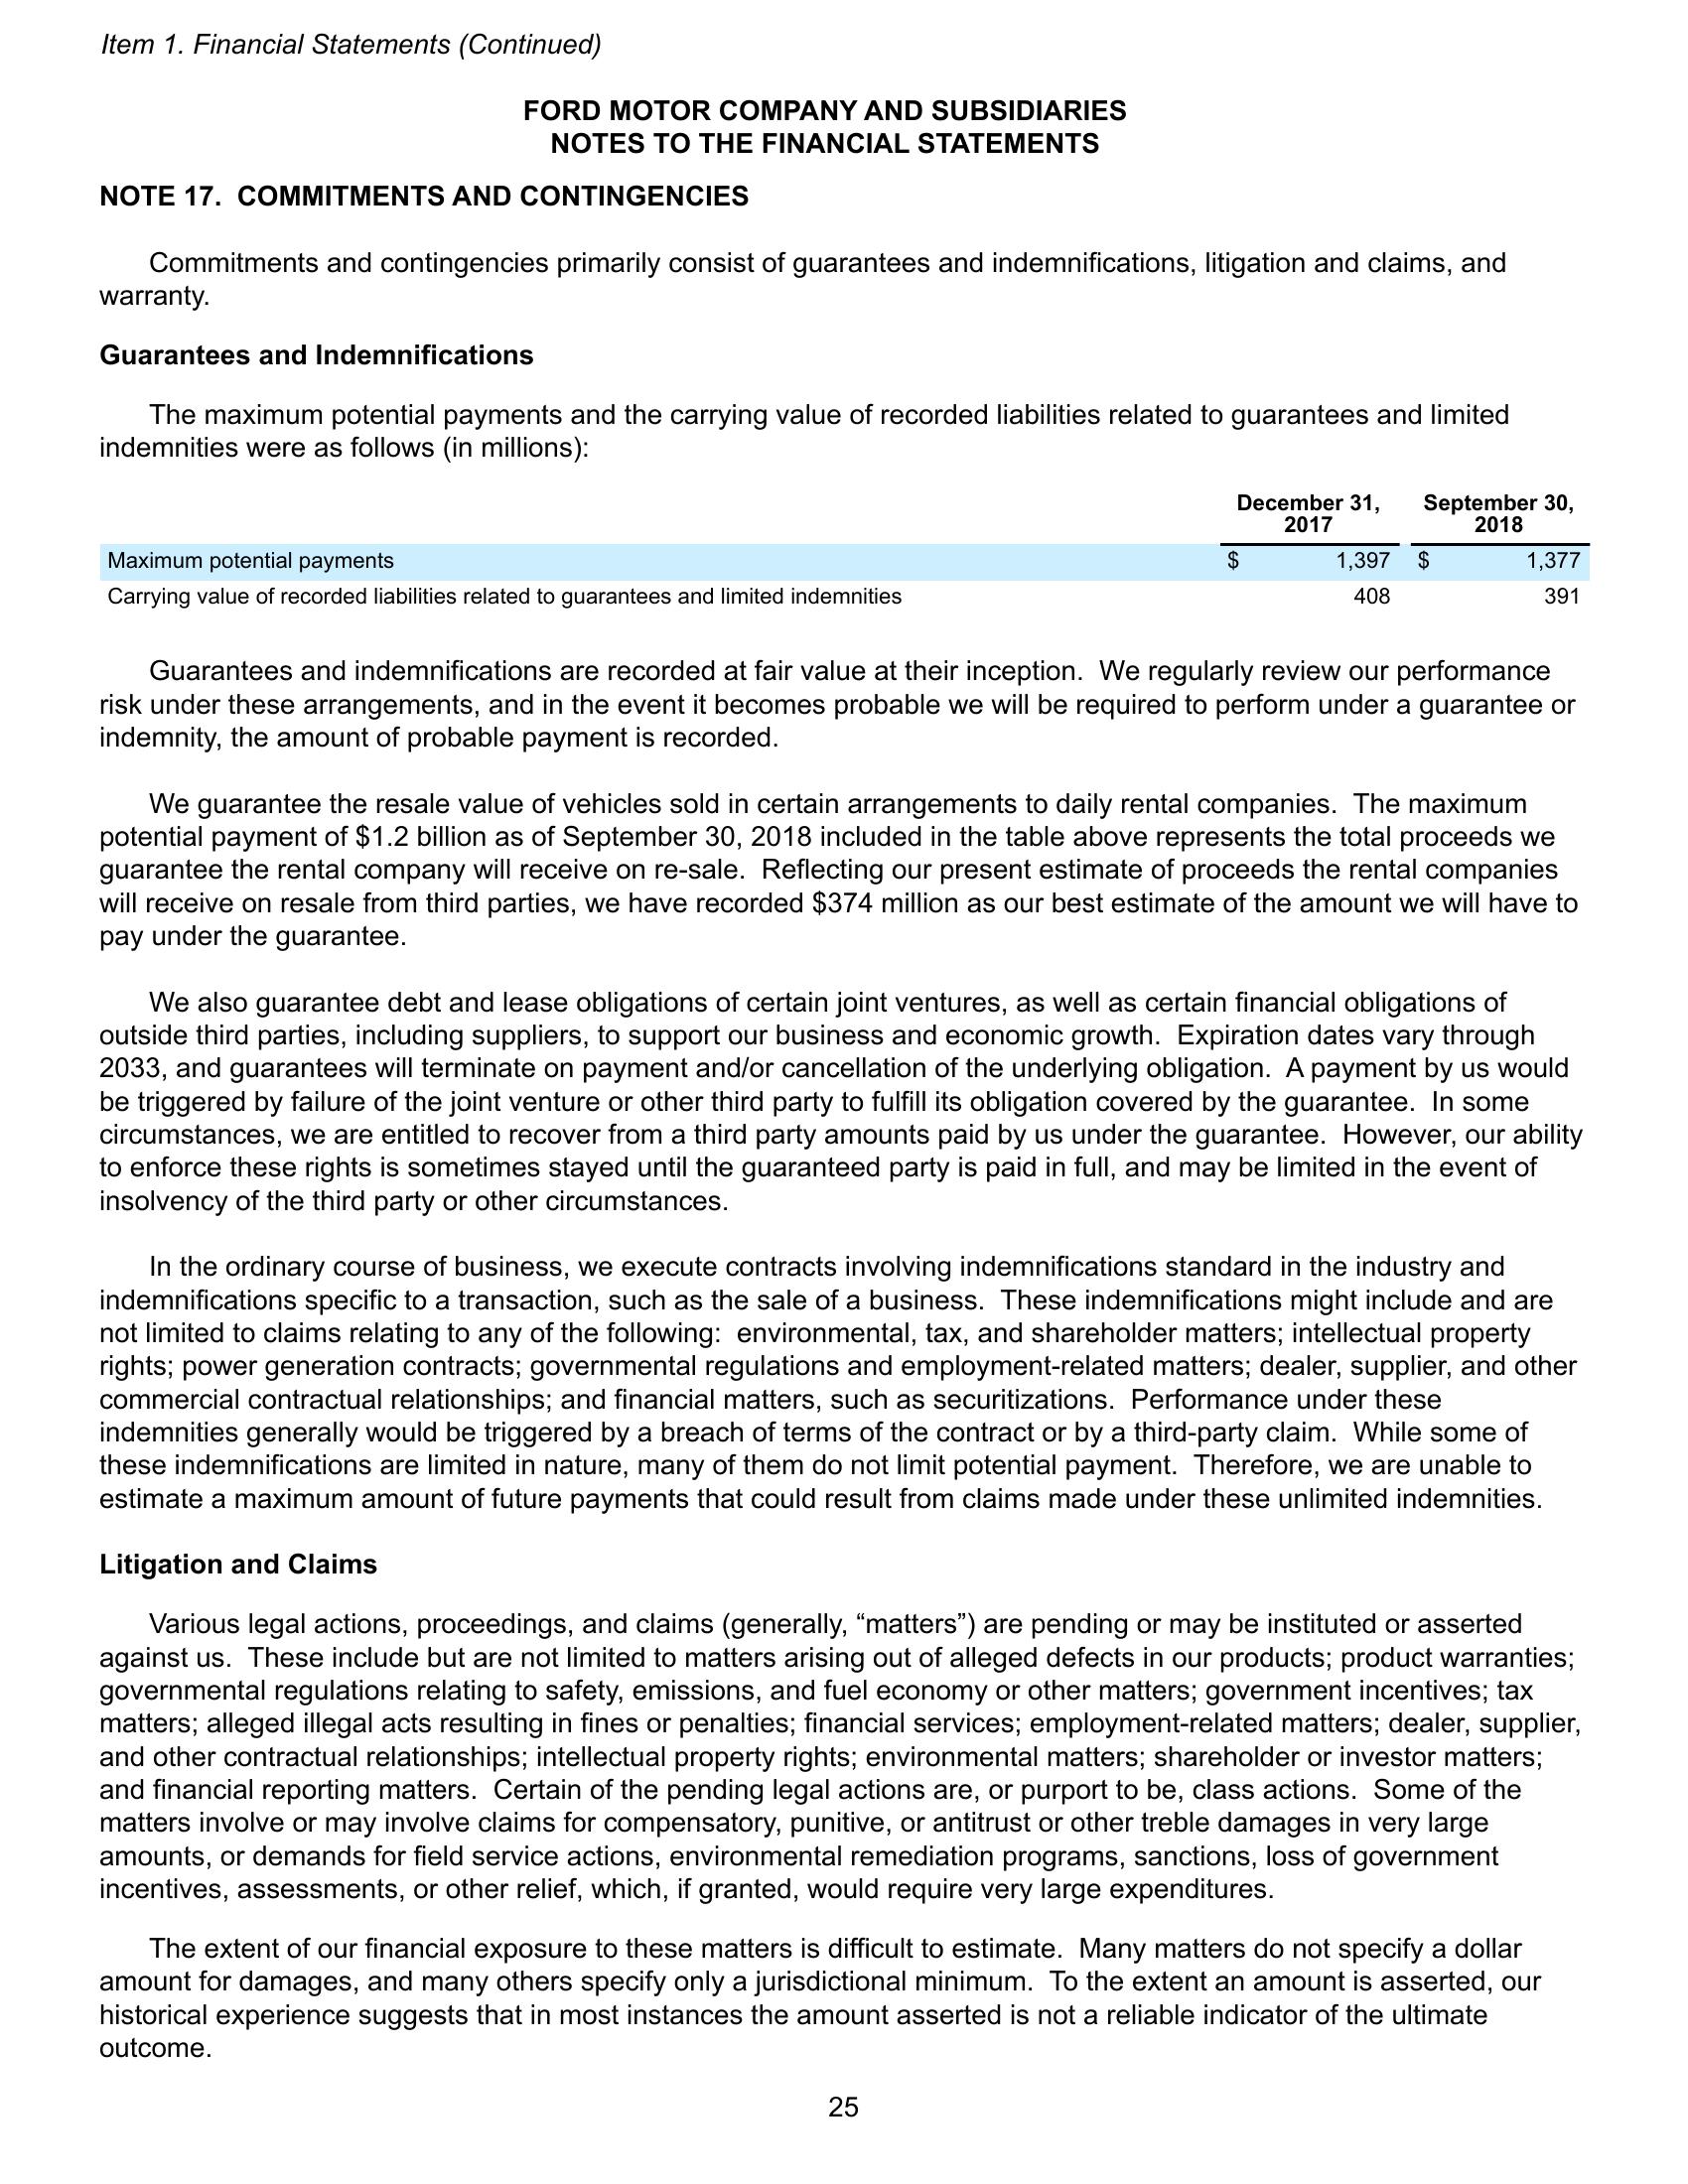 Item 1. Financial Statements (Continued)
FORD MOTOR COMPANY AND SUBSIDIARIES
NOTES TO THE FINANCIAL STATEMENTS
NOTE 17.  COMMITMENTS AND CONTINGENCIES
Commitments and contingencies primarily consist of guarantees and indemnifications, litigation and claims, and
warranty.
Guarantees and Indemnifications
The maximum potential payments and the carrying value of recorded liabilities related to guarantees and limited
indemnities were as follows (in millions):
December 31, 2017 September 30, 2018
Maximum potential payments $ 1,397 $ 1,377
Carrying value of recorded liabilities related to guarantees and limited indemnities 408 391
Guarantees and indemnifications are recorded at fair value at their inception.  We regularly review our performance
risk under these arrangements, and in the event it becomes probable we will be required to perform under a guarantee or
indemnity, the amount of probable payment is recorded.
We guarantee the resale value of vehicles sold in certain arrangements to daily rental companies.  The maximum
potential payment of $1.2 billion as of September 30, 2018 included in the table above represents the total proceeds we
guarantee the rental company will receive on re-sale.  Reflecting our present estimate of proceeds the rental companies
will receive on resale from third parties, we have recorded $374 million as our best estimate of the amount we will have to
pay under the guarantee.
We also guarantee debt and lease obligations of certain joint ventures, as well as certain financial obligations of
outside third parties, including suppliers, to support our business and economic growth.  Expiration dates vary through
2033, and guarantees will terminate on payment and/or cancellation of the underlying obligation.  A payment by us would
be triggered by failure of the joint venture or other third party to fulfill its obligation covered by the guarantee.  In some
circumstances, we are entitled to recover from a third party amounts paid by us under the guarantee.  However, our ability
to enforce these rights is sometimes stayed until the guaranteed party is paid in full, and may be limited in the event of
insolvency of the third party or other circumstances.
In the ordinary course of business, we execute contracts involving indemnifications standard in the industry and
indemnifications specific to a transaction, such as the sale of a business.  These indemnifications might include and are
not limited to claims relating to any of the following:  environmental, tax, and shareholder matters; intellectual property
rights; power generation contracts; governmental regulations and employment-related matters; dealer, supplier, and other
commercial contractual relationships; and financial matters, such as securitizations.  Performance under these
indemnities generally would be triggered by a breach of terms of the contract or by a third-party claim.  While some of
these indemnifications are limited in nature, many of them do not limit potential payment.  Therefore, we are unable to
estimate a maximum amount of future payments that could result from claims made under these unlimited indemnities.
Litigation and Claims
Various legal actions, proceedings, and claims (generally, “matters”) are pending or may be instituted or asserted
against us.  These include but are not limited to matters arising out of alleged defects in our products; product warranties;
governmental regulations relating to safety, emissions, and fuel economy or other matters; government incentives; tax
matters; alleged illegal acts resulting in fines or penalties; financial services; employment-related matters; dealer, supplier,
and other contractual relationships; intellectual property rights; environmental matters; shareholder or investor matters;
and financial reporting matters.  Certain of the pending legal actions are, or purport to be, class actions.  Some of the
matters involve or may involve claims for compensatory, punitive, or antitrust or other treble damages in very large
amounts, or demands for field service actions, environmental remediation programs, sanctions, loss of government
incentives, assessments, or other relief, which, if granted, would require very large expenditures.
The extent of our financial exposure to these matters is difficult to estimate.  Many matters do not specify a dollar
amount for damages, and many others specify only a jurisdictional minimum.  To the extent an amount is asserted, our
historical experience suggests that in most instances the amount asserted is not a reliable indicator of the ultimate
outcome.
25